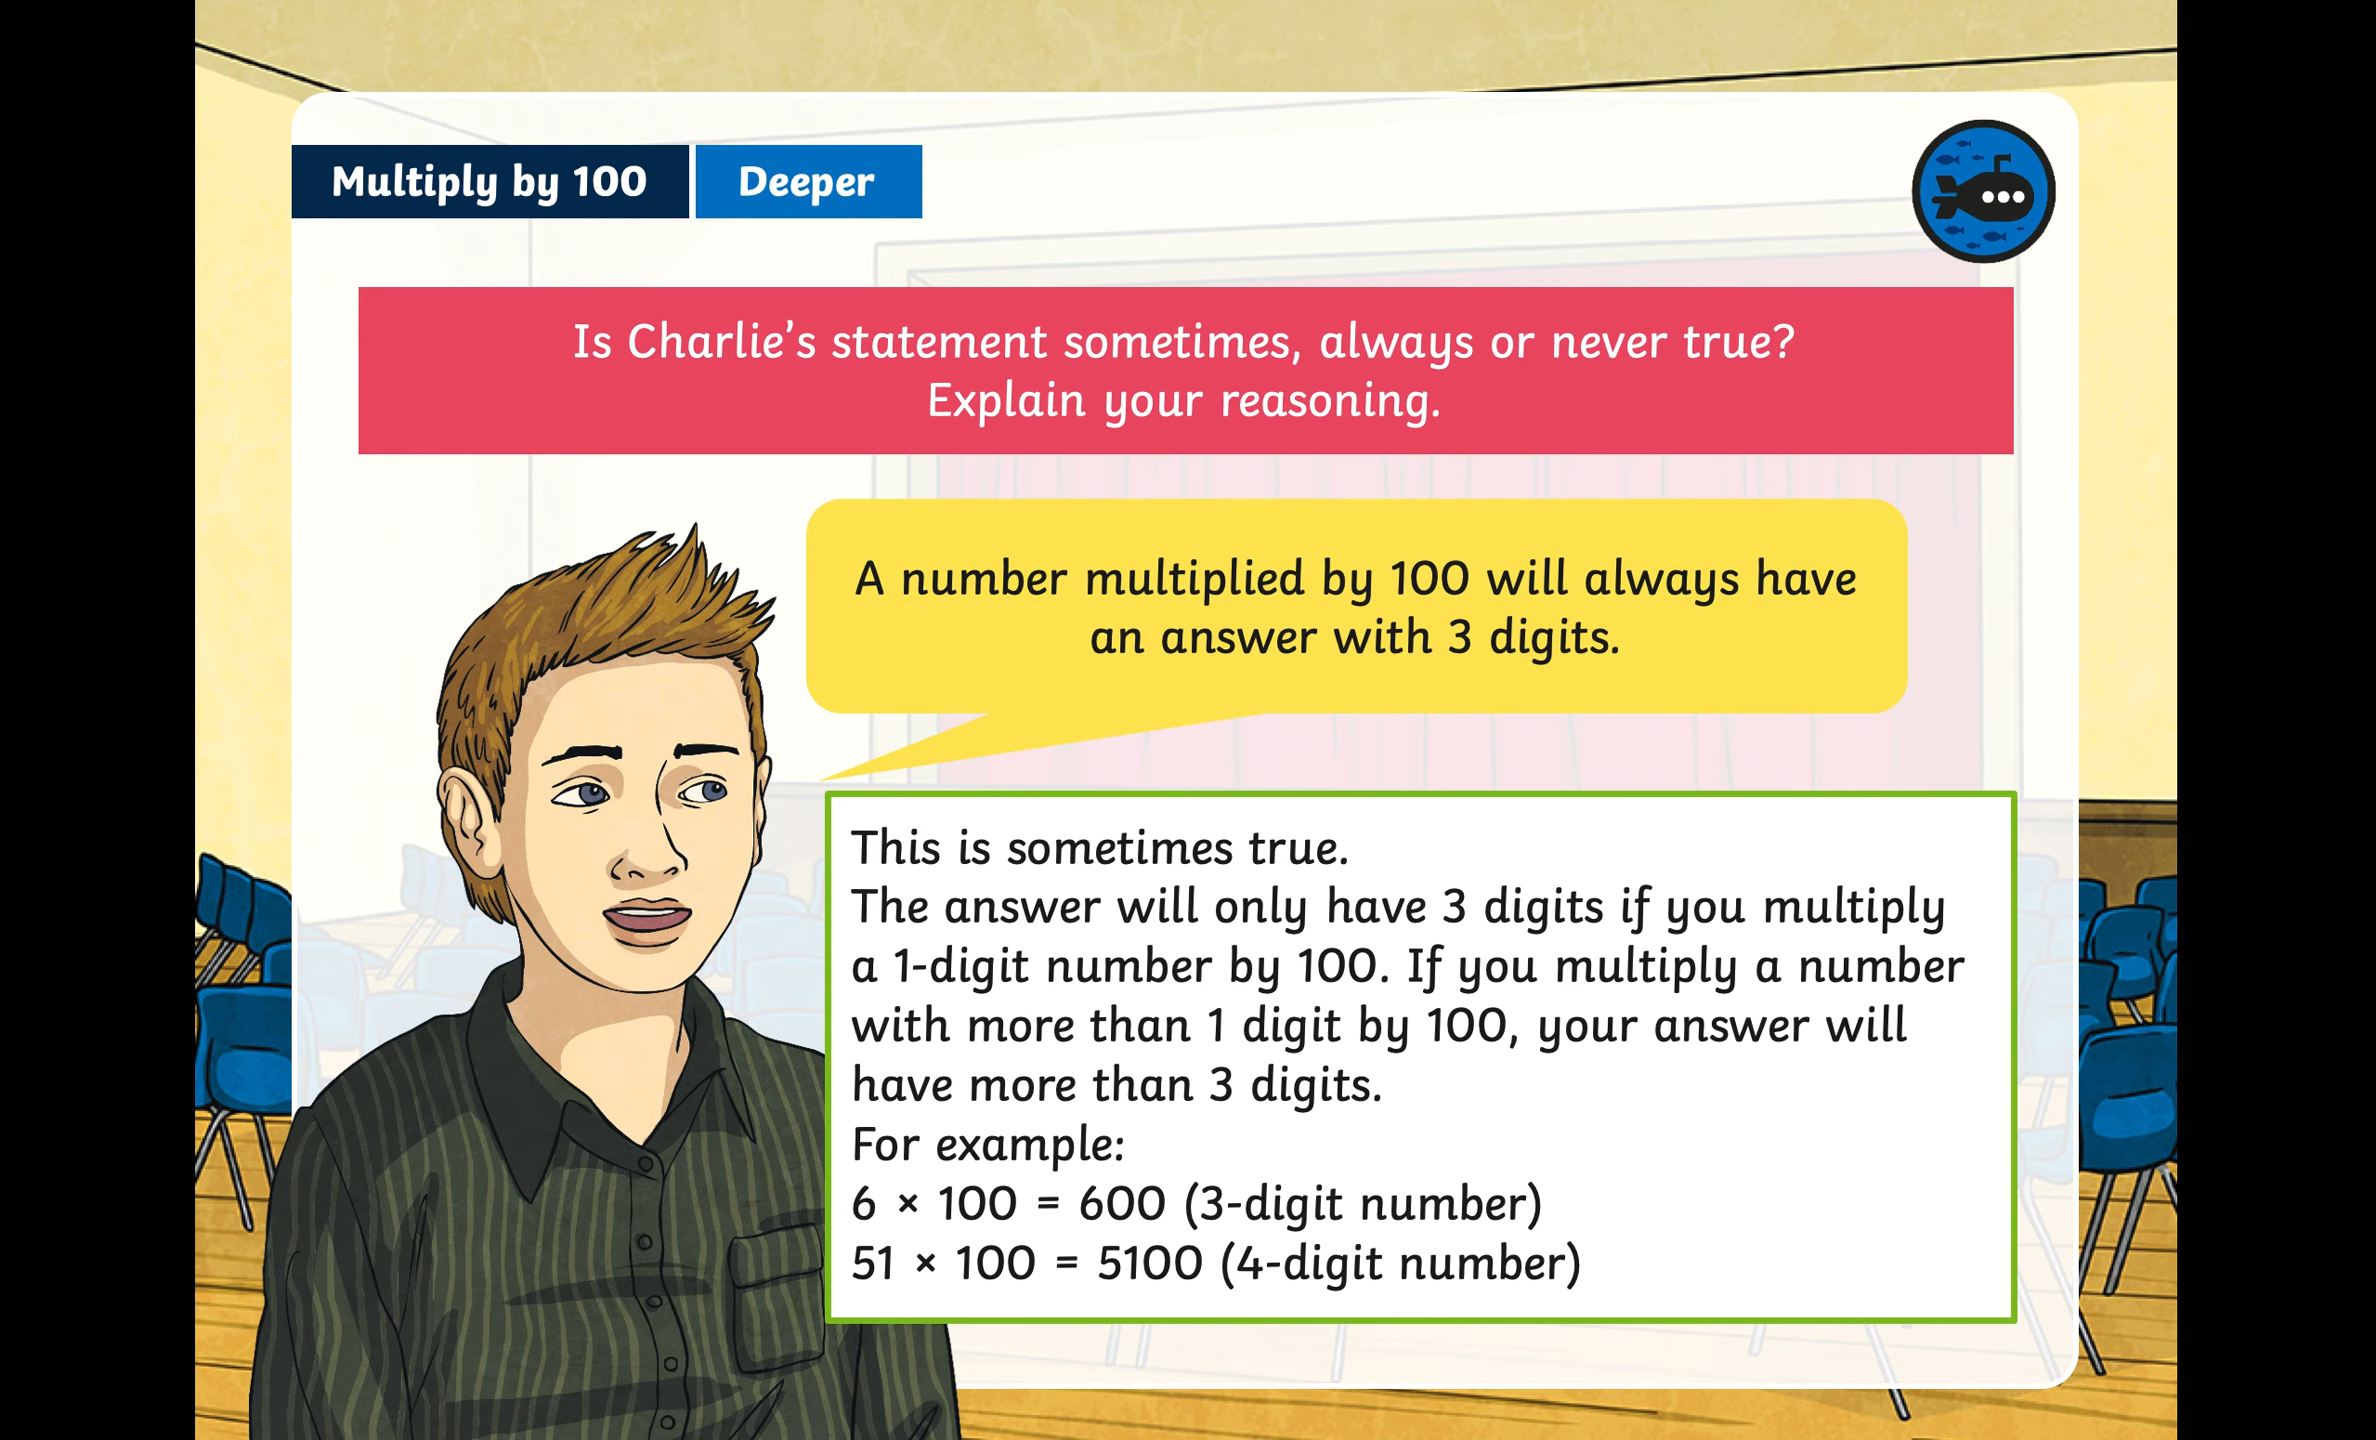 Multiply by 100
Deeper
Is Charlie's statement sometimes, always or never true?
Explain your reasoning.
A number multiplied by 100 will always have
an answer with 3 digits.
This is sometimes true.
The answer will only have 3 digits if you multiply
a 1-digit number by 100. If you multiply a number
with more than 1 digit by 100, your answer will
have more than 3 digits.
For example:
6 × 100 = 600 (3-digit number)
51 × 100 = 5100 (4-digit number)